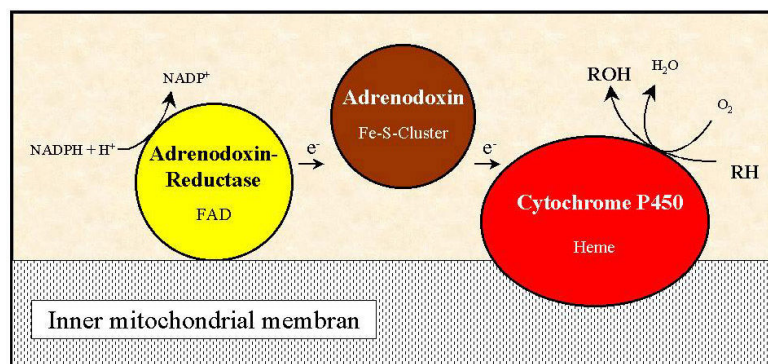 NADP⁺
NADPH + H⁺
Adrenodoxin-
Reductase
FAD
e⁻
Adrenodoxin
Fe-S-Cluster
e⁻
ROH
H₂O
O₂
RH
Cytochrome P450
Heme
Inner mitochondrial membran